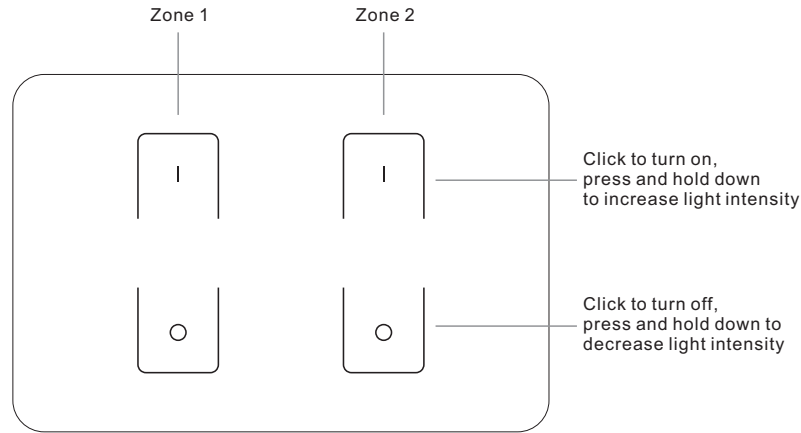 Zone 1
Zone 2
Click to turn on,
press and hold down
to increase light intensity
Click to turn off,
press and hold down to
decrease light intensity